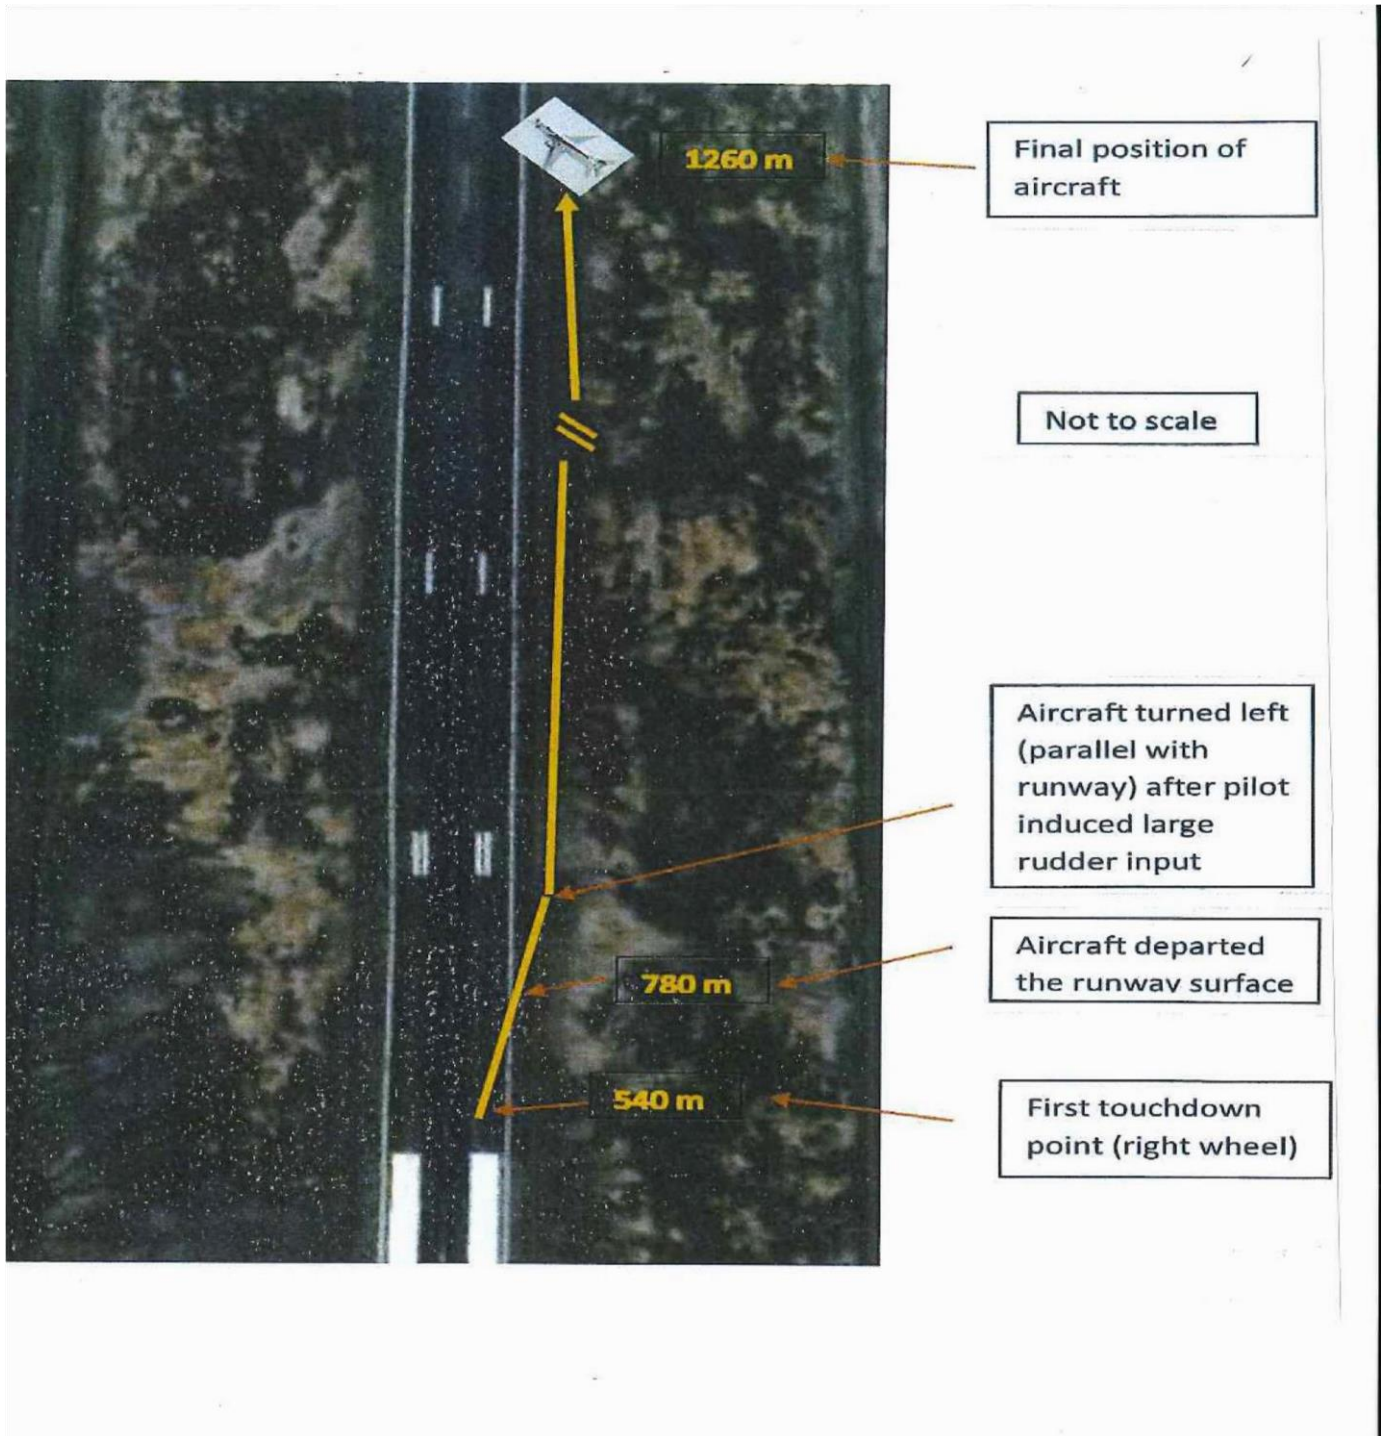 1260 m
Final position of
aircraft
Not to scale
Aircraft turned left
(parallel with
runway) after pilot
induced large
rudder input
780 m
Aircraft departed
the runway surface
540 m
First touchdown
point (right wheel)